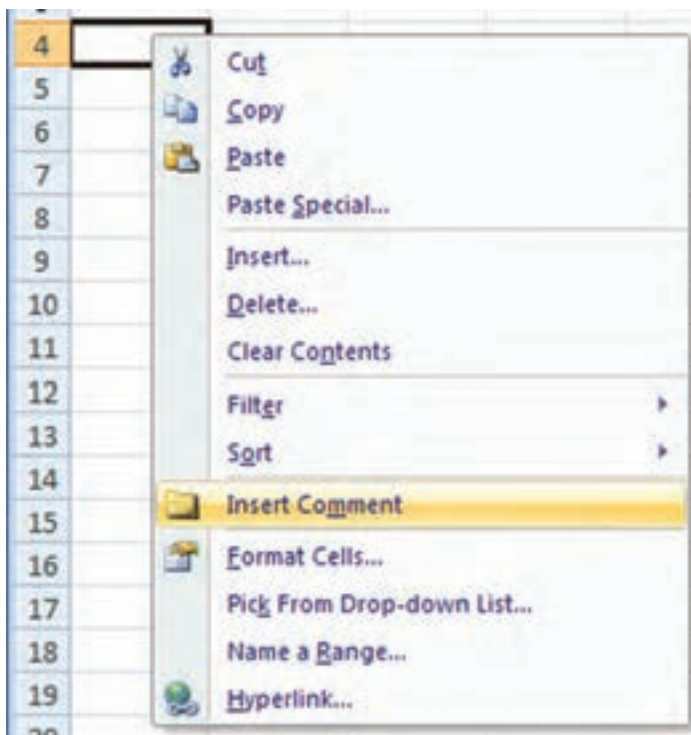 4
Cut
5
Copy
6
Paste
7
Paste Special...
8
Insert...
9
Delete...
10
Clear Contents
11
Filter
12
Sort
13
14
Insert Comment
15
Format Cells...
16
Pick From Drop-down List...
17
Name a Range...
18
Hyperlink...
19